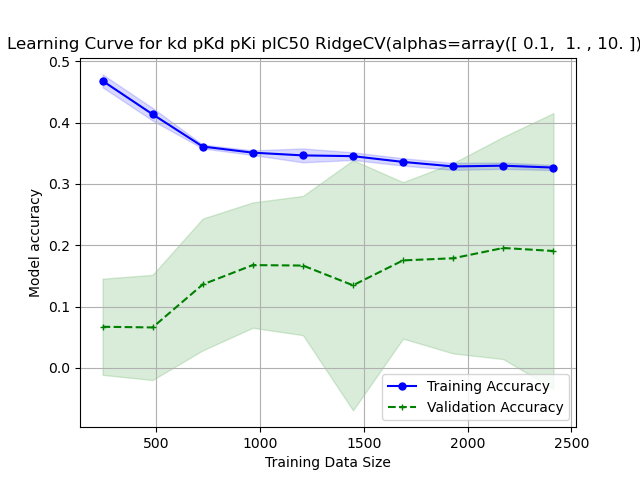 Learning Curve for kd pKd pKi pIC50 RidgeCV(alphas=array([ 0.1,  1. , 10. ])
0.5
0.4
0.3
0.2
0.1
0.0
Model accuracy
Training Accuracy
Validation Accuracy
500
1000
1500
2000
2500
Training Data Size